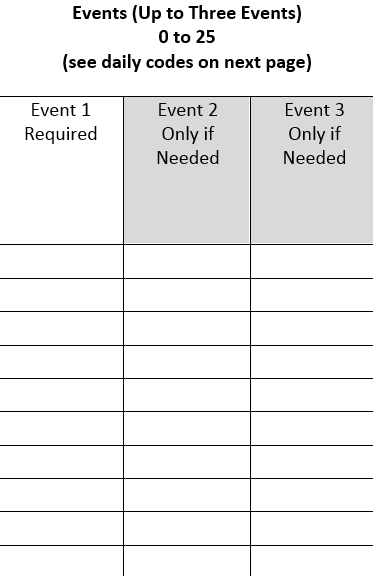 Events (Up to Three Events)
0 to 25
(see daily codes on next page)
Event 1
Required
Event 2
Only if
Needed
Event 3
Only if
Needed